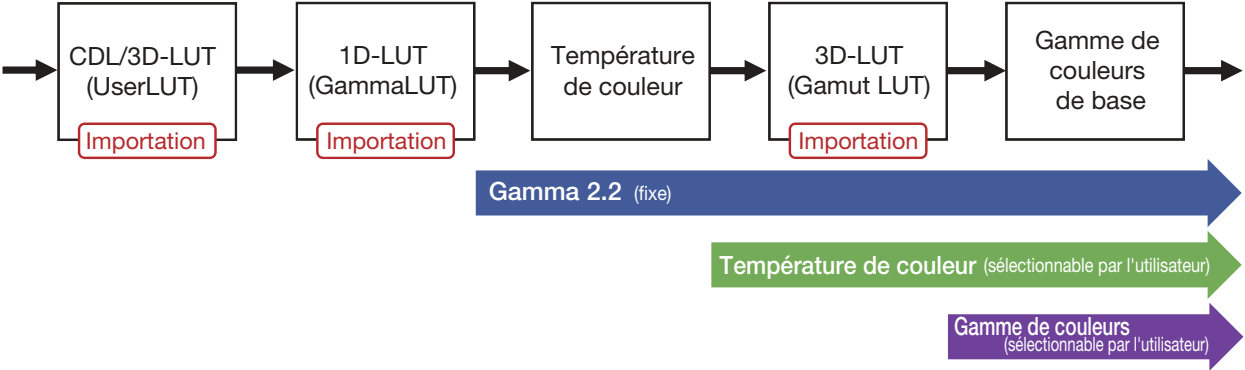 CDL/3D-LUT
(UserLUT)
Importation
1D-LUT
(GammaLUT)
Importation
Température
de couleur
3D-LUT
(Gamut LUT)
Importation
Gamme de
couleurs
de base
Gamma 2.2 (fixe)
Température de couleur (sélectionnable par l'utilisateur)
Gamme de couleurs
(sélectionnable par l'utilisateur)